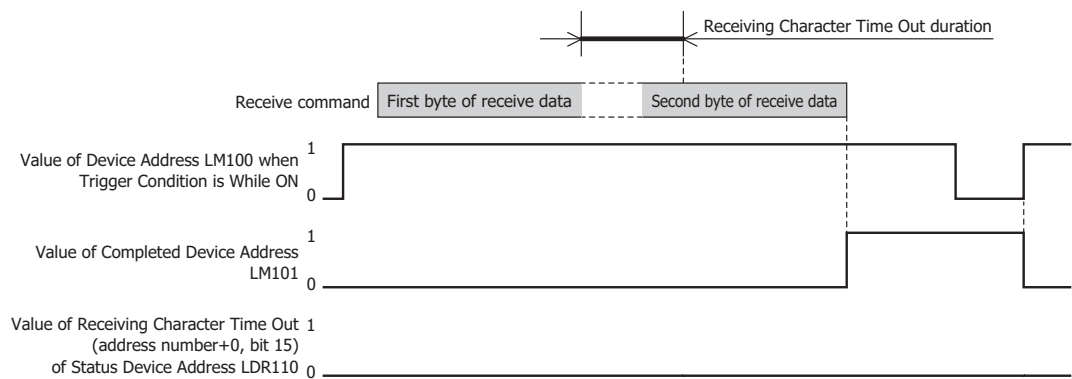 Receiving Character Time Out duration
Receive command
First byte of receive data
Second byte of receive data
Value of Device Address LM100 when
Trigger Condition is While ON
1
0
Value of Completed Device Address
LM101
1
0
Value of Receiving Character Time Out
(address number+0, bit 15)
of Status Device Address LDR110
1
0